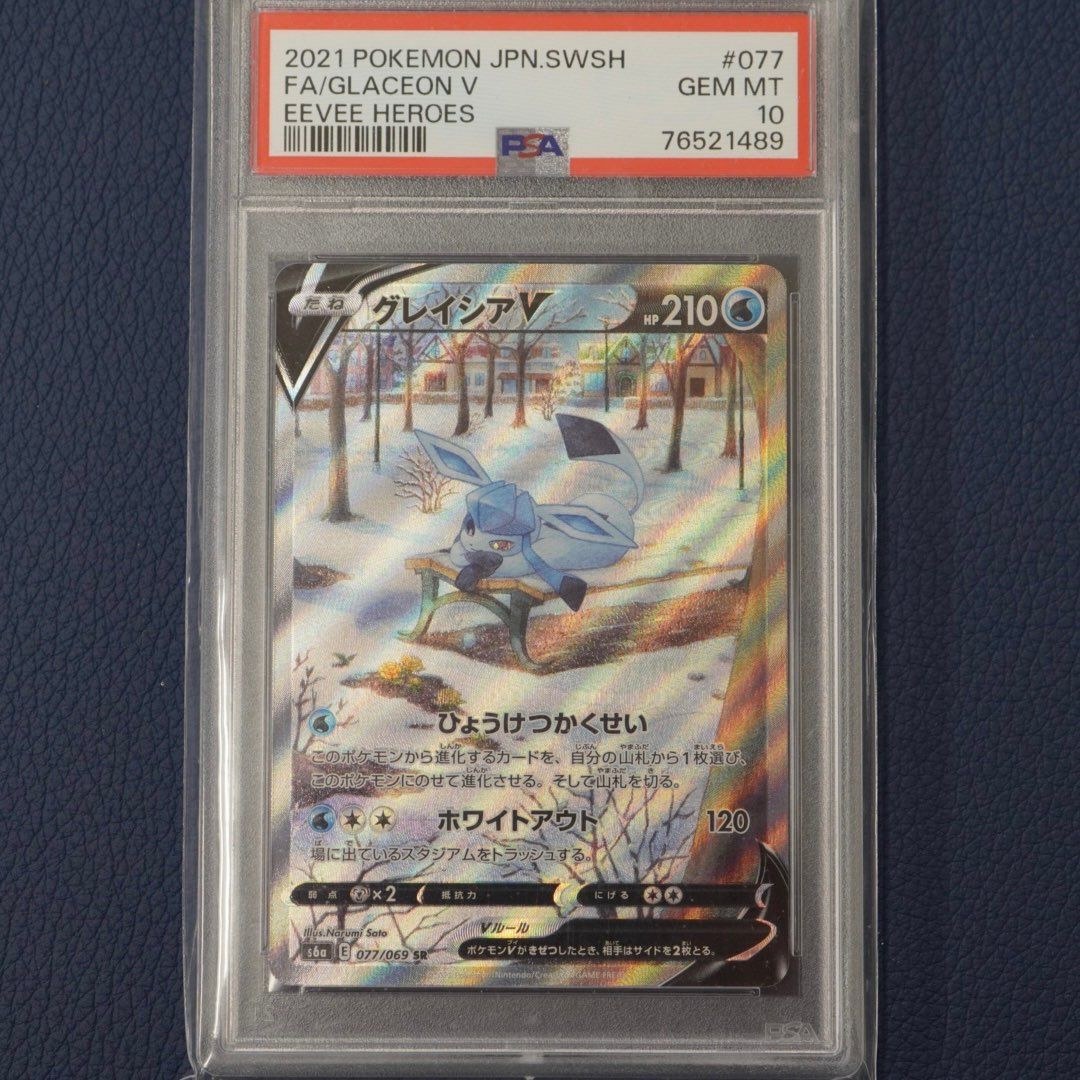 2021 POKEMON JPN.SWSH #077
FA/GLACEON V GEM MT
EEVEE HEROES 10
PSA 76521489
たね グレイシアV HP 210
ひょうけつかくせい
このポケモンから進化するカードを、自分の山札から1枚選び、
このポケモンにのせて進化させる。そして山札を切る。
ホワイトアウト 120
場に出ているスタジアムをトラッシュする。
弱点 ×2 抵抗力 にげる
Illus. Narumi Sato Vルール
s6a E 077/069 SR ポケモンVがきぜつしたとき、相手はサイドを2枚とる。
Pokémon/Nintendo/Creatures/GAME FREAK
PSA